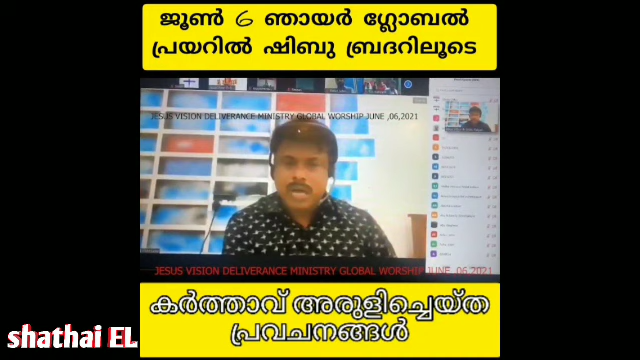 ജൂൺ 6 ഞായർ ഗ്ലോബൽ
പ്രയറിൽ ഷിബു ബ്രദറിലൂടെ
JESUS VISION DELIVERANCE MINISTRY GLOBAL WORSHIP JUNE ,06,2021
JESUS VISION DELIVERANCE MINISTRY GLOBAL WORSHIP JUNE ,06,2021
കർത്താവ് അരുളിച്ചെയ്ത
പ്രവചനങ്ങൾ
shathai EL